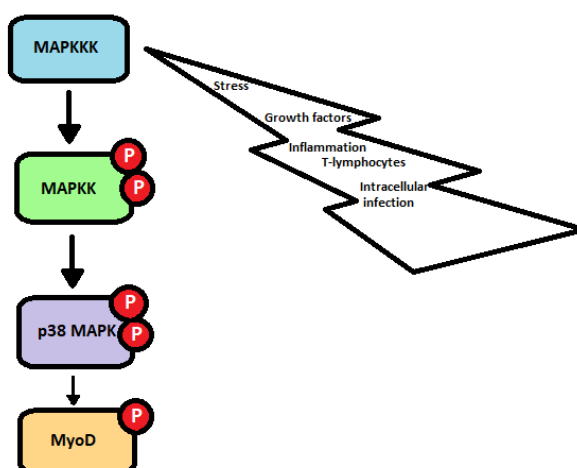 MAPKKK
Stress
Growth factors
Inflammation
T-lymphocytes
P
MAPKK
P
Intracellular
infection
P
p38 MAPK
P
P
MyoD